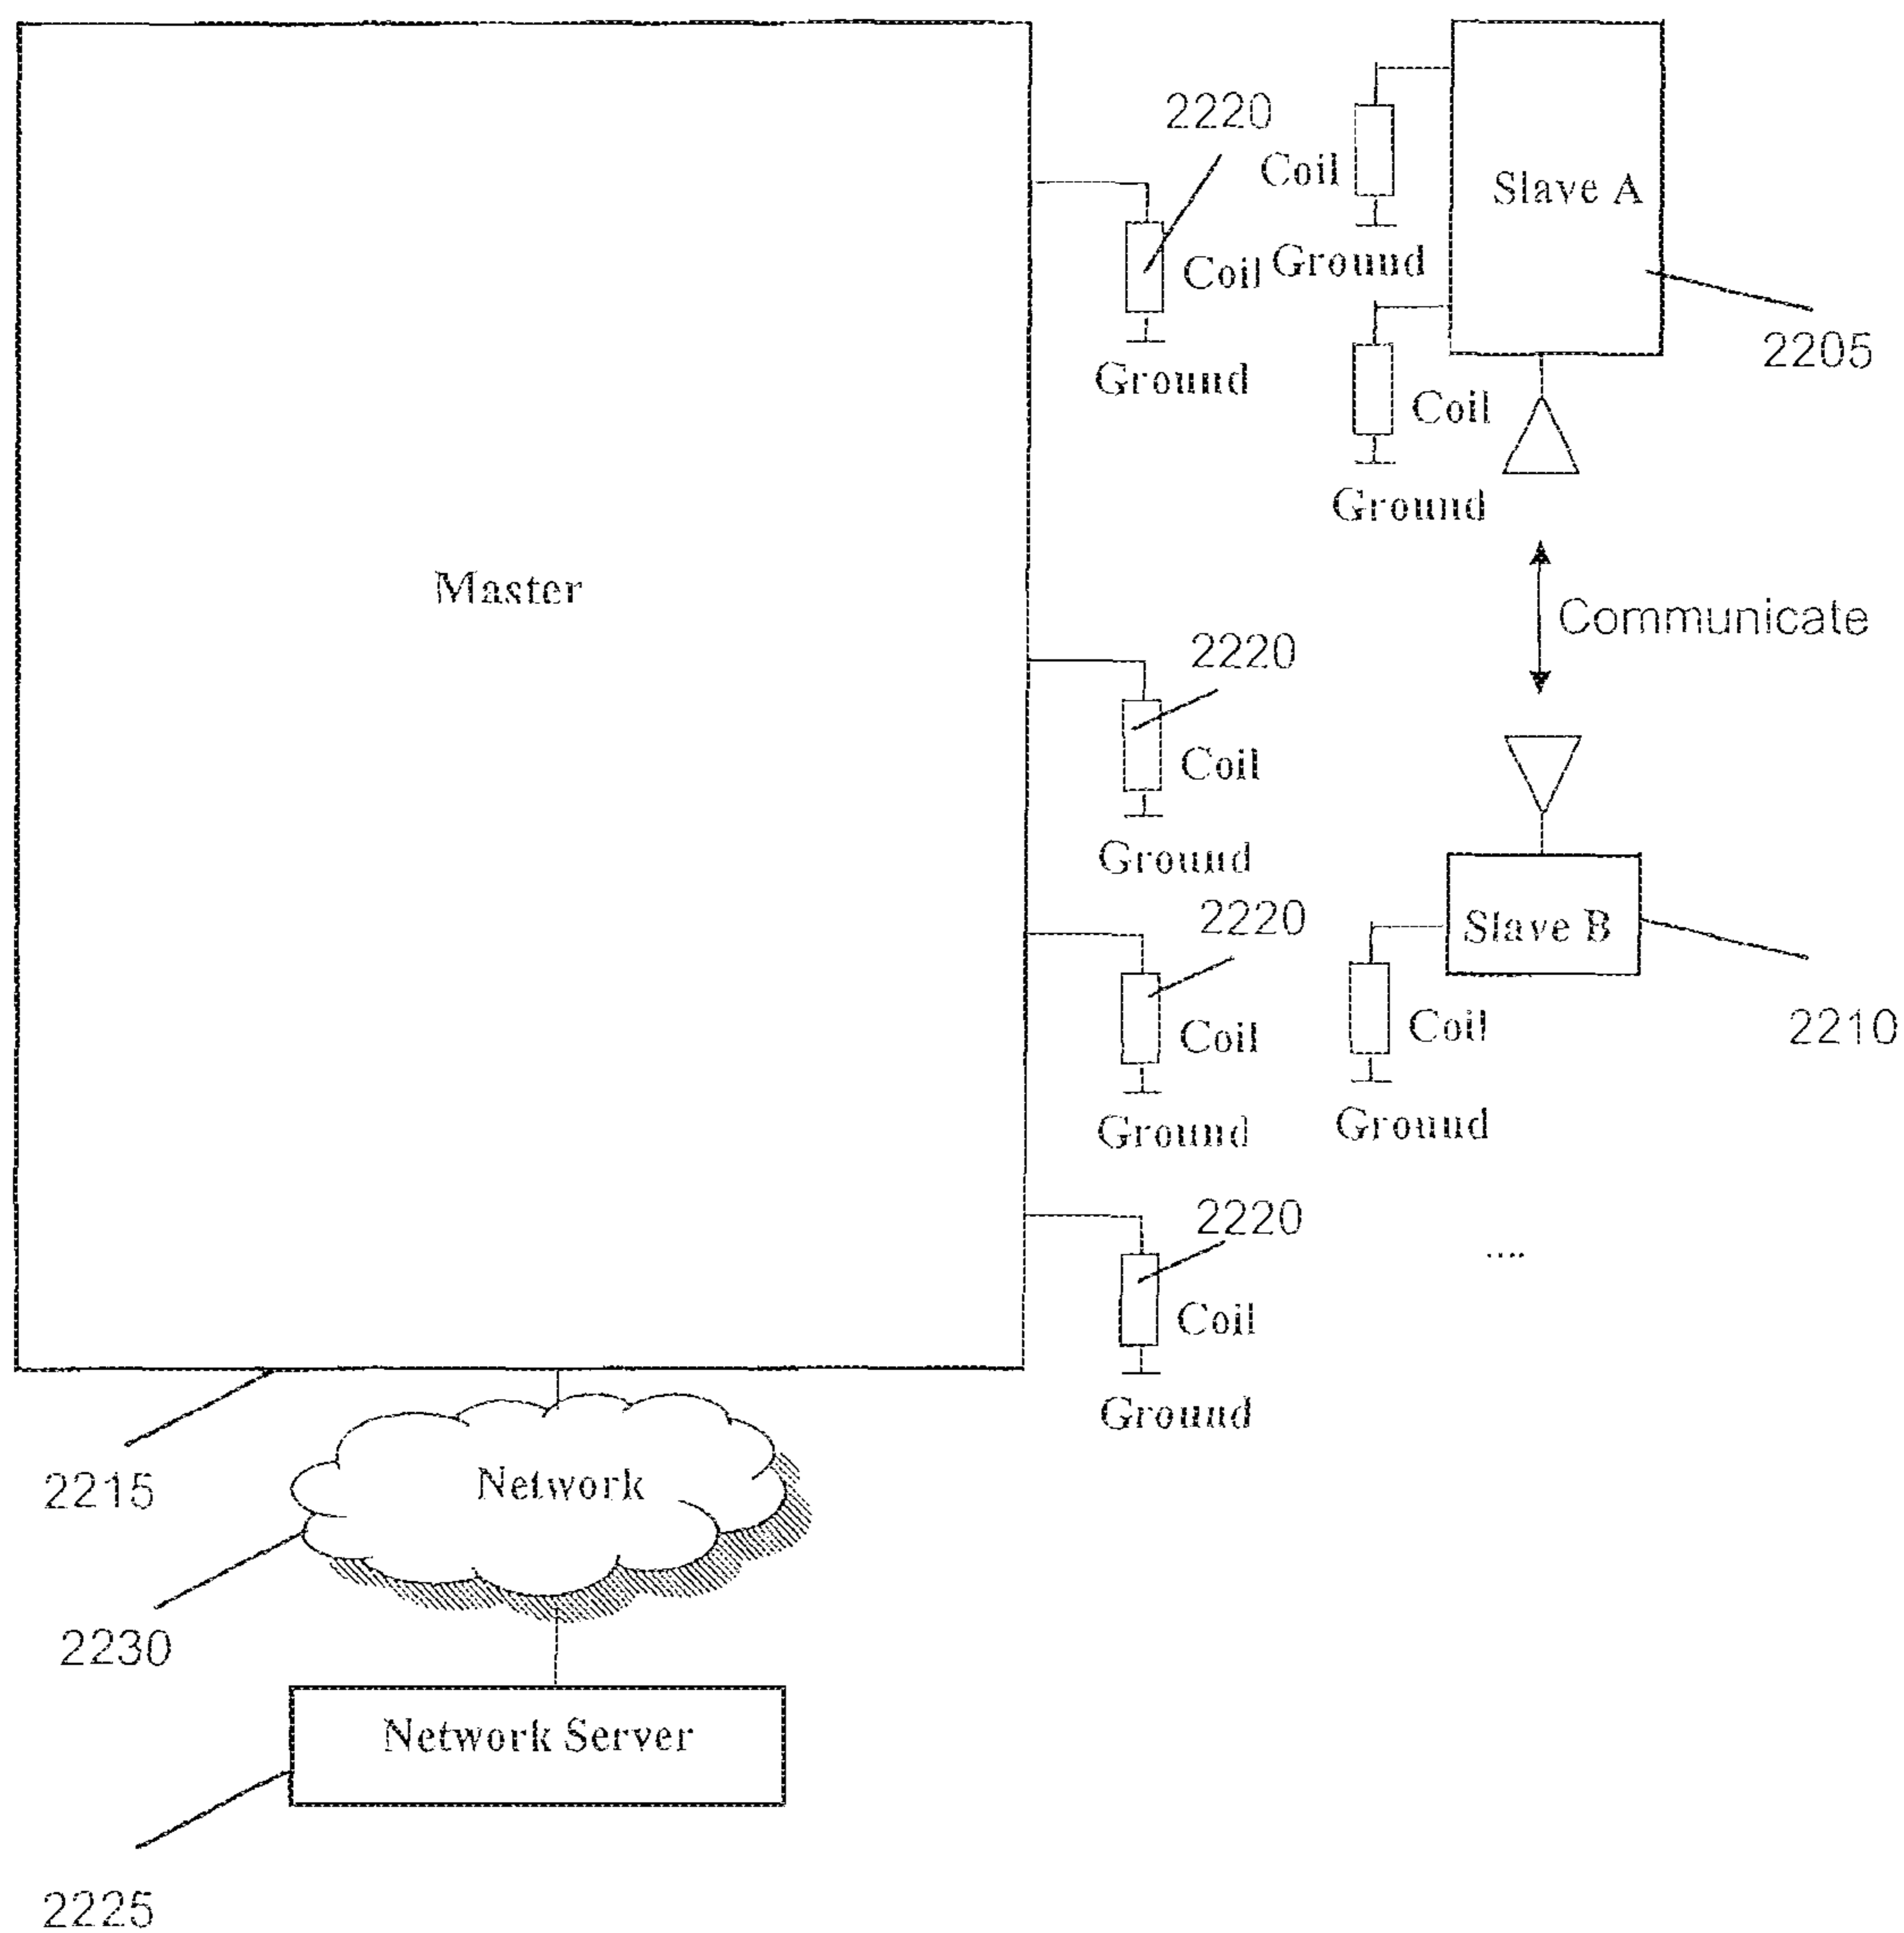 2220
Coil
Slave A
Coil
Ground
2205
Ground
Coil
Ground
Master
Communicate
2220
Coil
Ground
2220
Slave B
Coil
Coil
2210
Ground
Ground
2220
....
Coil
Ground
2215
Network
2230
Network Server
2225